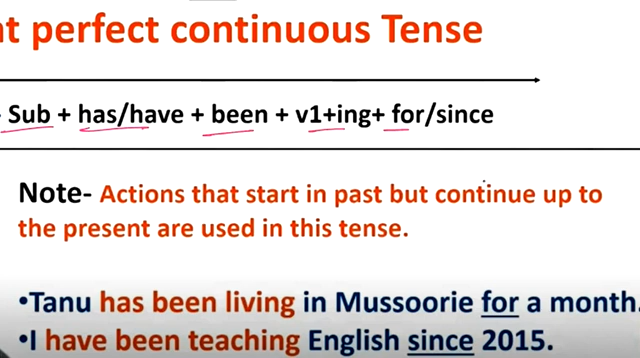 nt perfect continuous Tense
- Sub + has/have + been + v1+ing+ for/since
Note- Actions that start in past but continue up to
the present are used in this tense.
•Tanu has been living in Mussoorie for a month.
•I have been teaching English since 2015.